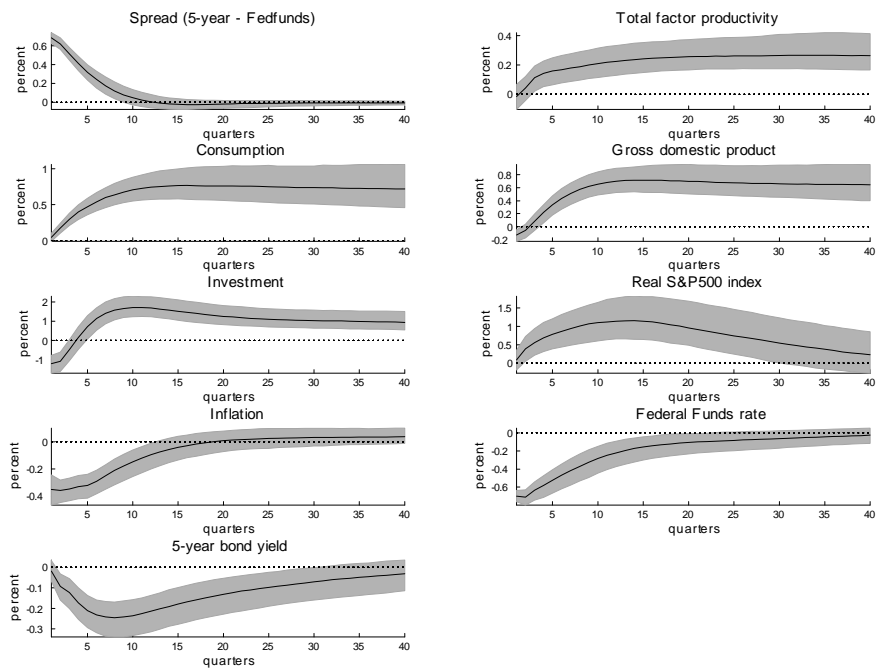 Spread (5-year - Fedfunds)
percent
0.6
0.4
0.2
0
5 10 15 20 25 30 35 40
quarters
Total factor productivity
percent
0.4
0.2
0
5 10 15 20 25 30 35 40
quarters
Consumption
percent
1
0.5
0
5 10 15 20 25 30 35 40
quarters
Gross domestic product
percent
0.8
0.6
0.4
0.2
0
-0.2
5 10 15 20 25 30 35 40
quarters
Investment
percent
2
1
0
-1
5 10 15 20 25 30 35 40
quarters
Real S&P500 index
percent
1.5
1
0.5
0
5 10 15 20 25 30 35 40
quarters
Inflation
percent
0
-0.2
-0.4
5 10 15 20 25 30 35 40
quarters
Federal Funds rate
percent
0
-0.2
-0.4
-0.6
5 10 15 20 25 30 35 40
quarters
5-year bond yield
percent
0
-0.1
-0.2
-0.3
5 10 15 20 25 30 35 40
quarters